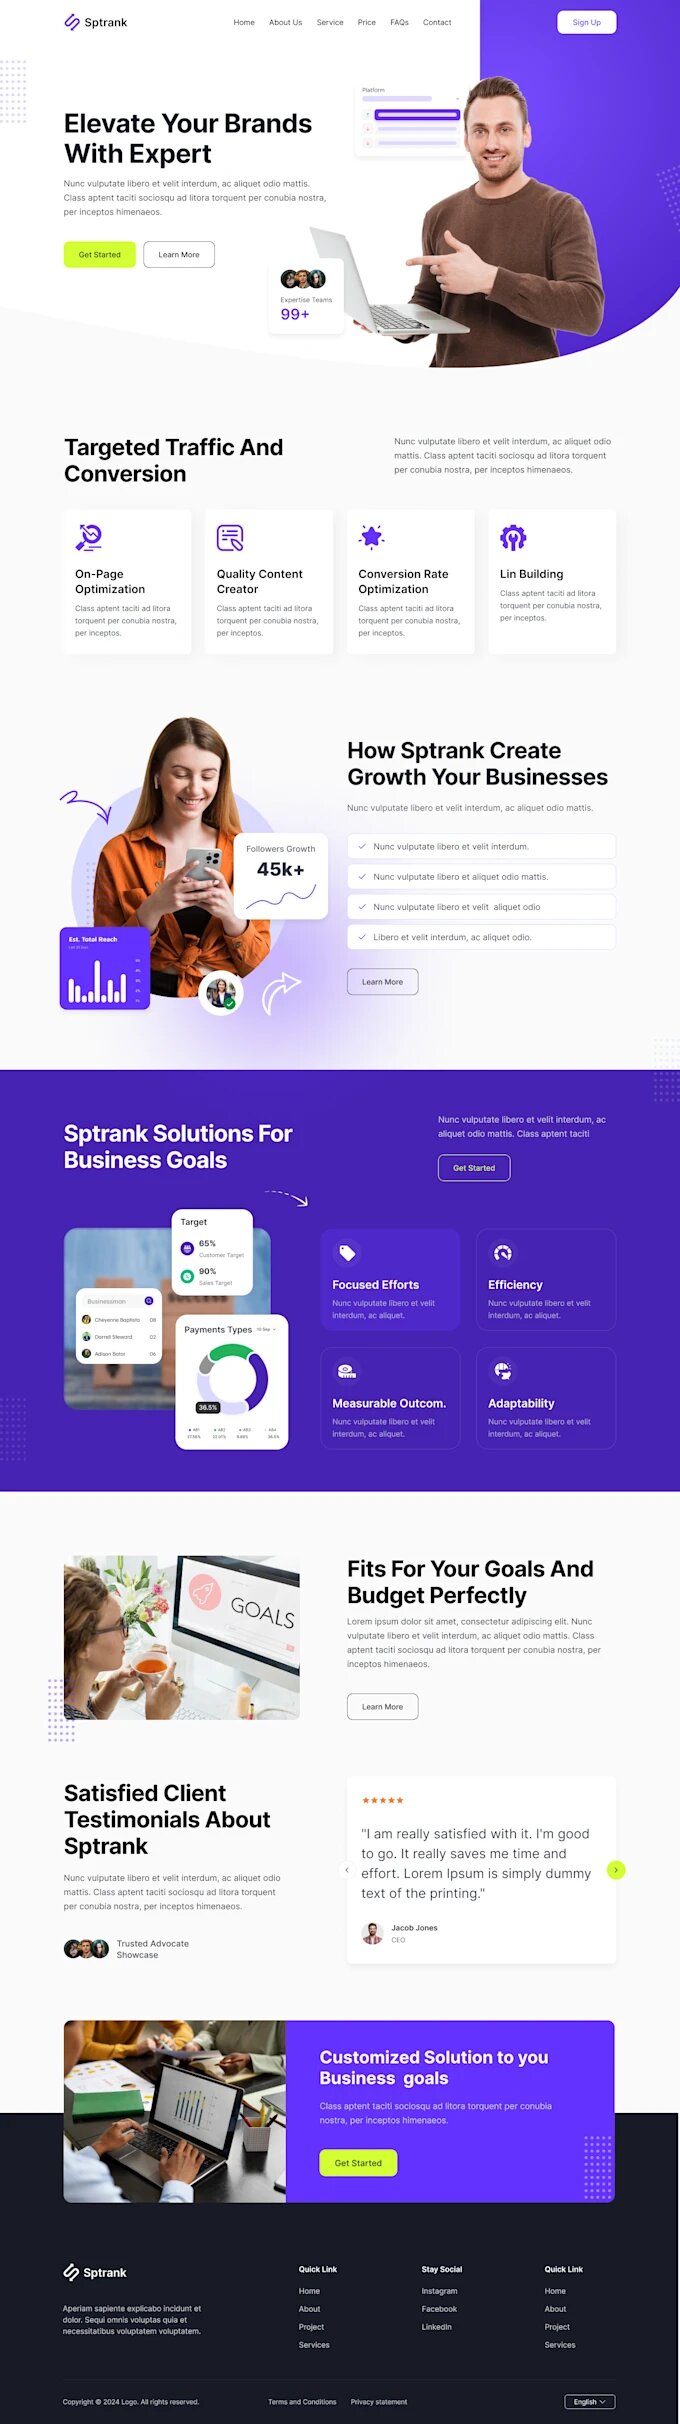 Sptrank
Home
About Us
Service
Price
FAQs
Contact
Sign Up
Elevate Your Brands
With Expert
Nunc vulputate libero et velit interdum, ac aliquet odio mattis.
Class aptent taciti sociosqu ad litora torquent per conubia nostra,
per inceptos himenaeos.
Get Started
Learn More
Platform
Expertise Teams
99+
Targeted Traffic And
Conversion
Nunc vulputate libero et velit interdum, ac aliquet odio
mattis. Class aptent taciti sociosqu ad litora torquent
per conubia nostra, per inceptos himenaeos.
On-Page
Optimization
Class aptent taciti ad litora
torquent per conubia nostra,
per inceptos.
Quality Content
Creator
Class aptent taciti ad litora
torquent per conubia nostra,
per inceptos.
Conversion Rate
Optimization
Class aptent taciti ad litora
torquent per conubia nostra,
per inceptos.
Lin Building
Class aptent taciti ad litora
torquent per conubia nostra,
per inceptos.
How Sptrank Create
Growth Your Businesses
Nunc vulputate libero et velit interdum, ac aliquet odio mattis.
Nunc vulputate libero et velit interdum.
Nunc vulputate libero et aliquet odio mattis.
Nunc vulputate libero et velit  aliquet odio
Libero et velit interdum, ac aliquet odio.
Learn More
Followers Growth
45k+
Est. Total Reach
Sptrank Solutions For
Business Goals
Nunc vulputate libero et velit interdum, ac
aliquet odio mattis. Class aptent taciti
Get Started
Target
65%
Customer Target
90%
Sales Target
Businessmon
Cheyenne Baptista 08
Darrell Steward 02
Adison Botor 06
Payments Types
10 Sep
36.5%
Focused Efforts
Nunc vulputate libero et velit
interdum, ac aliquet.
Efficiency
Nunc vulputate libero et velit
interdum, ac aliquet.
Measurable Outcom.
Nunc vulputate libero et velit
interdum, ac aliquet.
Adaptability
Nunc vulputate libero et velit
interdum, ac aliquet.
GOALS
Fits For Your Goals And
Budget Perfectly
Lorem ipsum dolor sit amet, consectetur adipiscing elit. Nunc
vulputate libero et velit interdum, ac aliquet odio mattis. Class
aptent taciti sociosqu ad litora torquent per conubia nostra, per
inceptos himenaeos.
Learn More
Satisfied Client
Testimonials About
Sptrank
Nunc vulputate libero et velit interdum, ac aliquet odio
mattis. Class aptent taciti sociosqu ad litora torquent
per conubia nostra, per inceptos himenaeos.
Trusted Advocate
Showcase
"I am really satisfied with it. I'm good
to go. It really saves me time and
effort. Lorem Ipsum is simply dummy
text of the printing."
Jacob Jones
CEO
Customized Solution to you
Business  goals
Class aptent taciti sociosqu ad litora torquent per conubia
nostra, per inceptos himenaeos.
Get Started
Sptrank
Aperiam sapiente explicabo incidunt et
dolor. Sequi omnis voluptas quia et
necessitatibus voluptatem voluptatem.
Quick Link
Home
About
Project
Services
Stay Social
Instagram
Facebook
LinkedIn
Quick Link
Home
About
Project
Services
Copyright © 2024 Logo. All rights reserved.
Terms and Conditions
Privacy statement
English